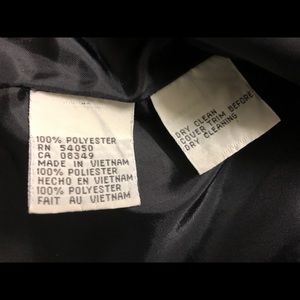 100% POLYESTER
RN 54050
CA 08349
MADE IN VIETNAM
100% POLIESTER
HECHO EN VIETNAM
100% POLYESTER
FAIT AU VIETNAM
DRY CLEAN
COVER TRIM BEFORE
DRY CLEANING